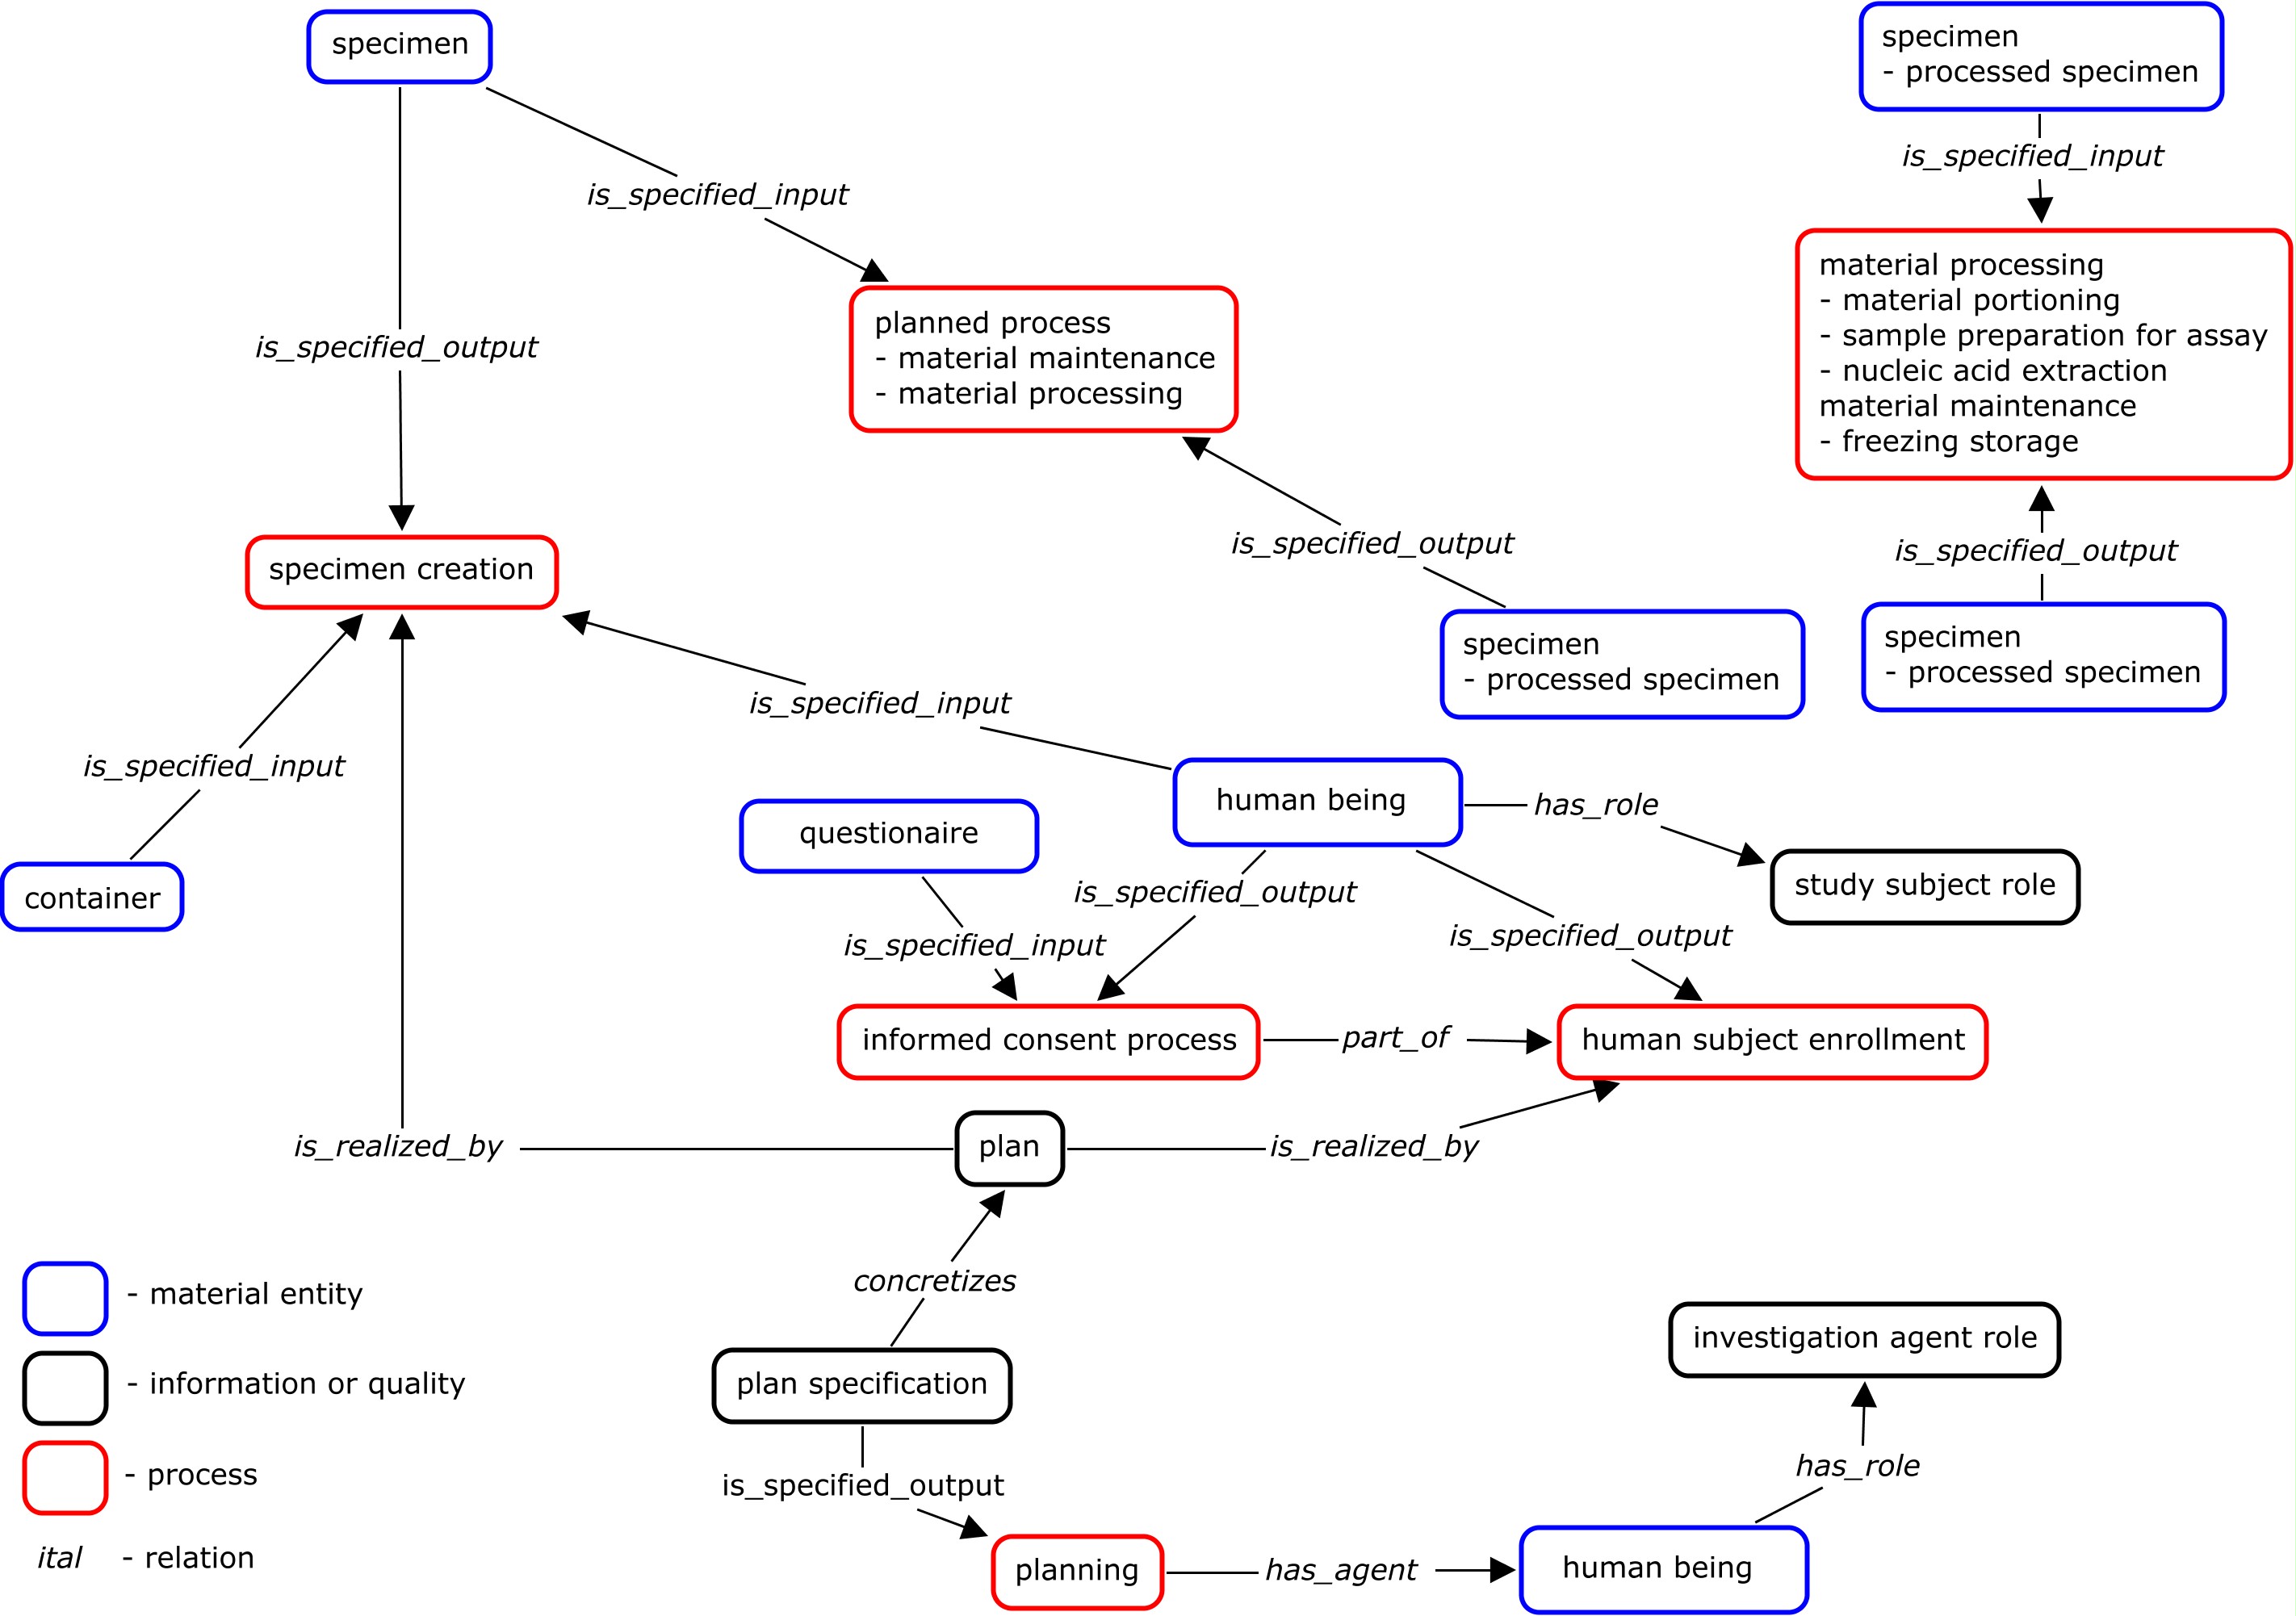 specimen
specimen
- processed specimen
is_specified_input
is_specified_input
material processing
- material portioning
- sample preparation for assay
- nucleic acid extraction
material maintenance
- freezing storage
planned process
- material maintenance
- material processing
is_specified_output
is_specified_output
is_specified_output
specimen creation
specimen
- processed specimen
specimen
- processed specimen
is_specified_input
is_specified_input
human being
has_role
questionaire
container
study subject role
is_specified_output
is_specified_input
is_specified_output
informed consent process
part_of
human subject enrollment
is_realized_by
plan
is_realized_by
concretizes
- material entity
investigation agent role
- information or quality
plan specification
- process
is_specified_output
has_role
ital - relation
planning
has_agent
human being